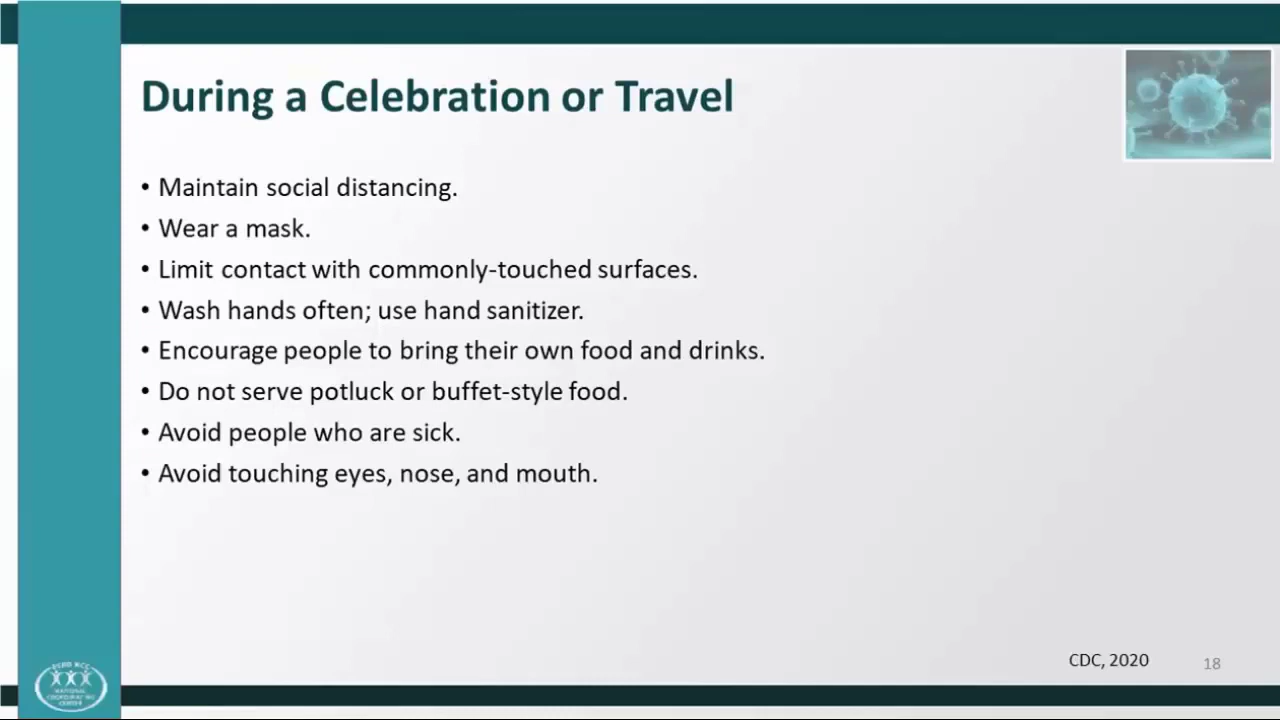 During a Celebration or Travel
• Maintain social distancing.
• Wear a mask.
• Limit contact with commonly-touched surfaces.
• Wash hands often; use hand sanitizer.
• Encourage people to bring their own food and drinks.
• Do not serve potluck or buffet-style food.
• Avoid people who are sick.
• Avoid touching eyes, nose, and mouth.
CDC, 2020
18
NATIONAL
CENTER